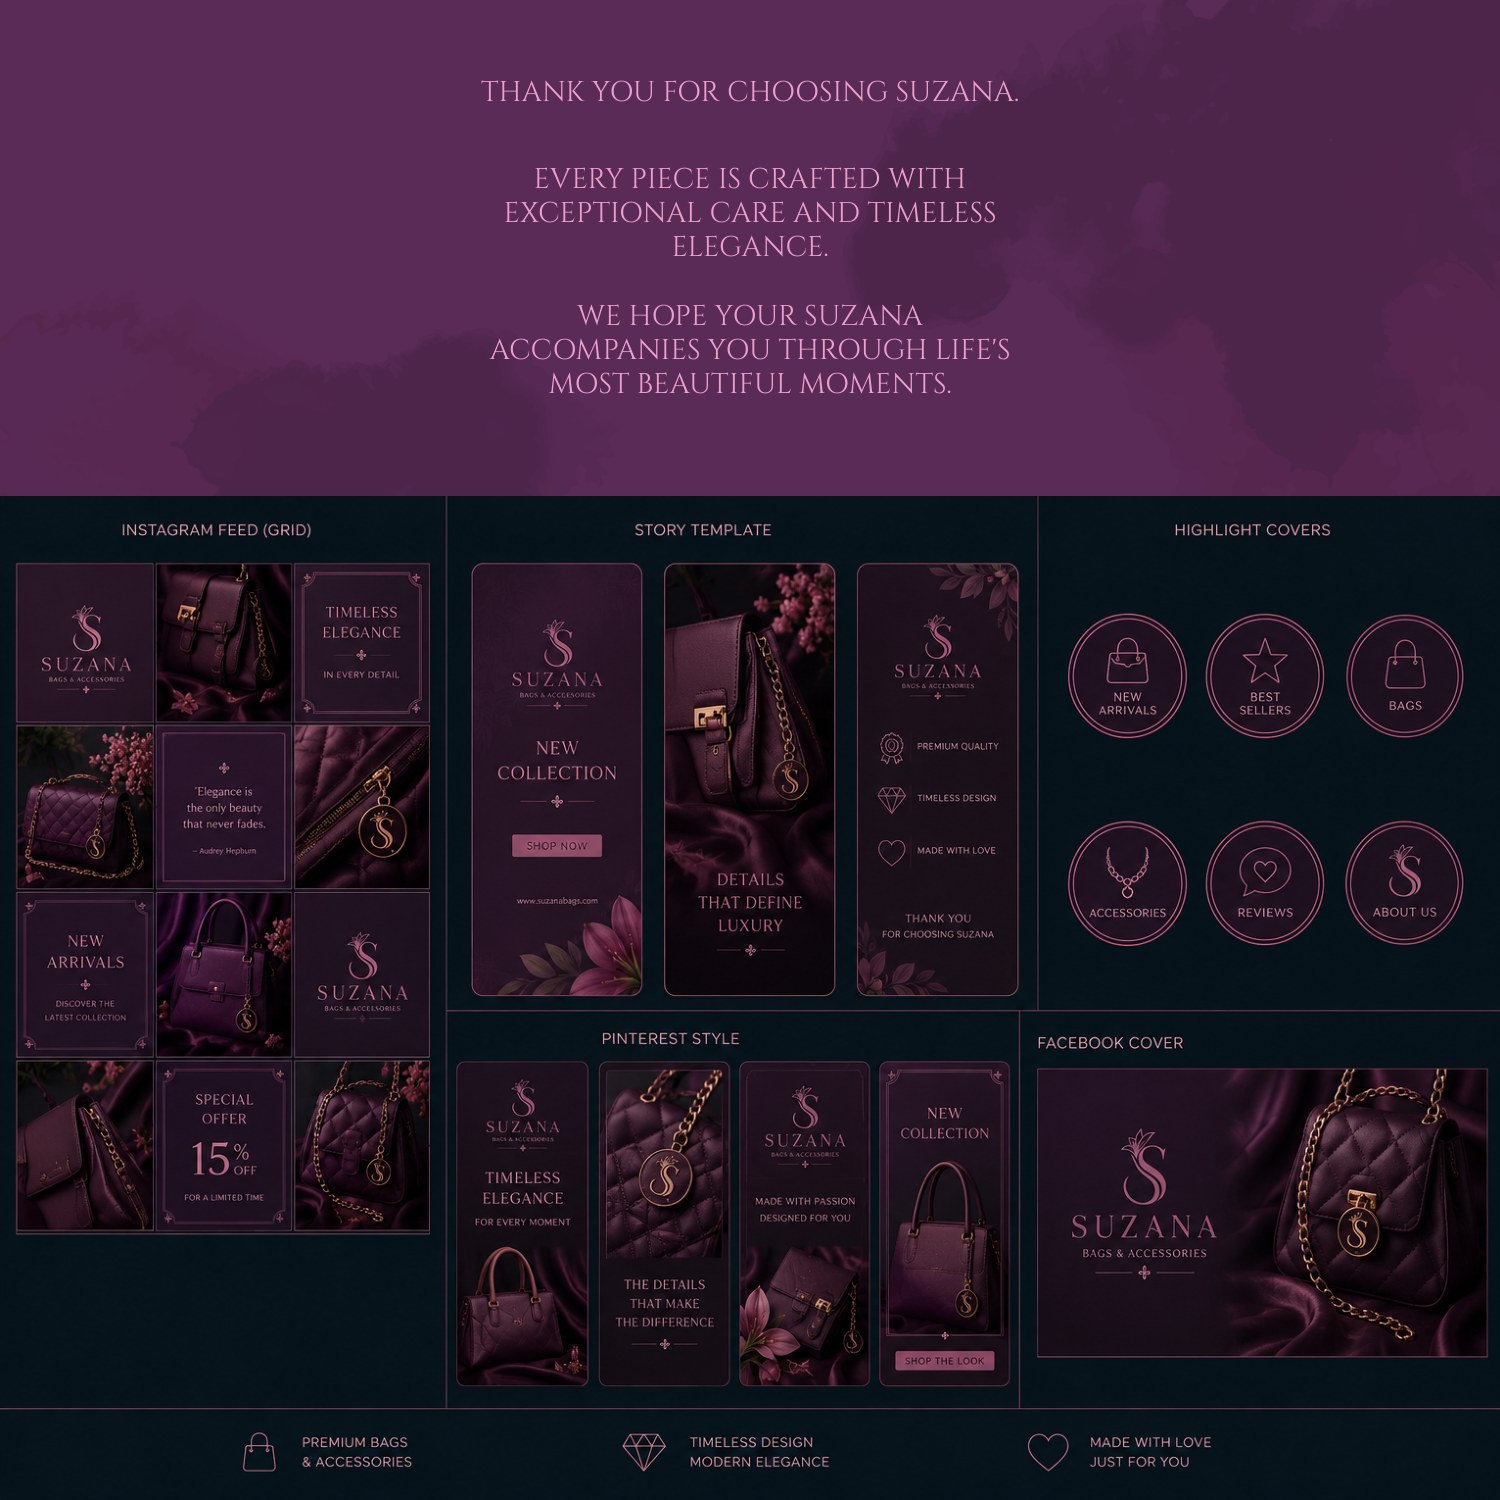 THANK YOU FOR CHOOSING SUZANA.
EVERY PIECE IS CRAFTED WITH
EXCEPTIONAL CARE AND TIMELESS
ELEGANCE.
WE HOPE YOUR SUZANA
ACCOMPANIES YOU THROUGH LIFE'S
MOST BEAUTIFUL MOMENTS.
INSTAGRAM FEED (GRID)
SUZANA
BAGS & ACCESSORIES
TIMELESS
ELEGANCE
IN EVERY DETAIL
"Elegance is
the only beauty
that never fades.
– Audrey Hepburn
NEW
ARRIVALS
DISCOVER THE
LATEST COLLECTION
SUZANA
BAGS & ACCESSORIES
SPECIAL
OFFER
15% OFF
FOR A LIMITED TIME
STORY TEMPLATE
SUZANA
BAGS & ACCESSORIES
NEW
COLLECTION
SHOP NOW
www.suzanabags.com
DETAILS
THAT DEFINE
LUXURY
SUZANA
BAGS & ACCESSORIES
PREMIUM QUALITY
TIMELESS DESIGN
MADE WITH LOVE
THANK YOU
FOR CHOOSING SUZANA
HIGHLIGHT COVERS
NEW
ARRIVALS
BEST
SELLERS
BAGS
ACCESSORIES
REVIEWS
ABOUT US
PINTEREST STYLE
SUZANA
BAGS & ACCESSORIES
TIMELESS
ELEGANCE
FOR EVERY MOMENT
THE DETAILS
THAT MAKE
THE DIFFERENCE
SUZANA
BAGS & ACCESSORIES
MADE WITH PASSION
DESIGNED FOR YOU
NEW
COLLECTION
SHOP THE LOOK
FACEBOOK COVER
SUZANA
BAGS & ACCESSORIES
PREMIUM BAGS
& ACCESSORIES
TIMELESS DESIGN
MODERN ELEGANCE
MADE WITH LOVE
JUST FOR YOU